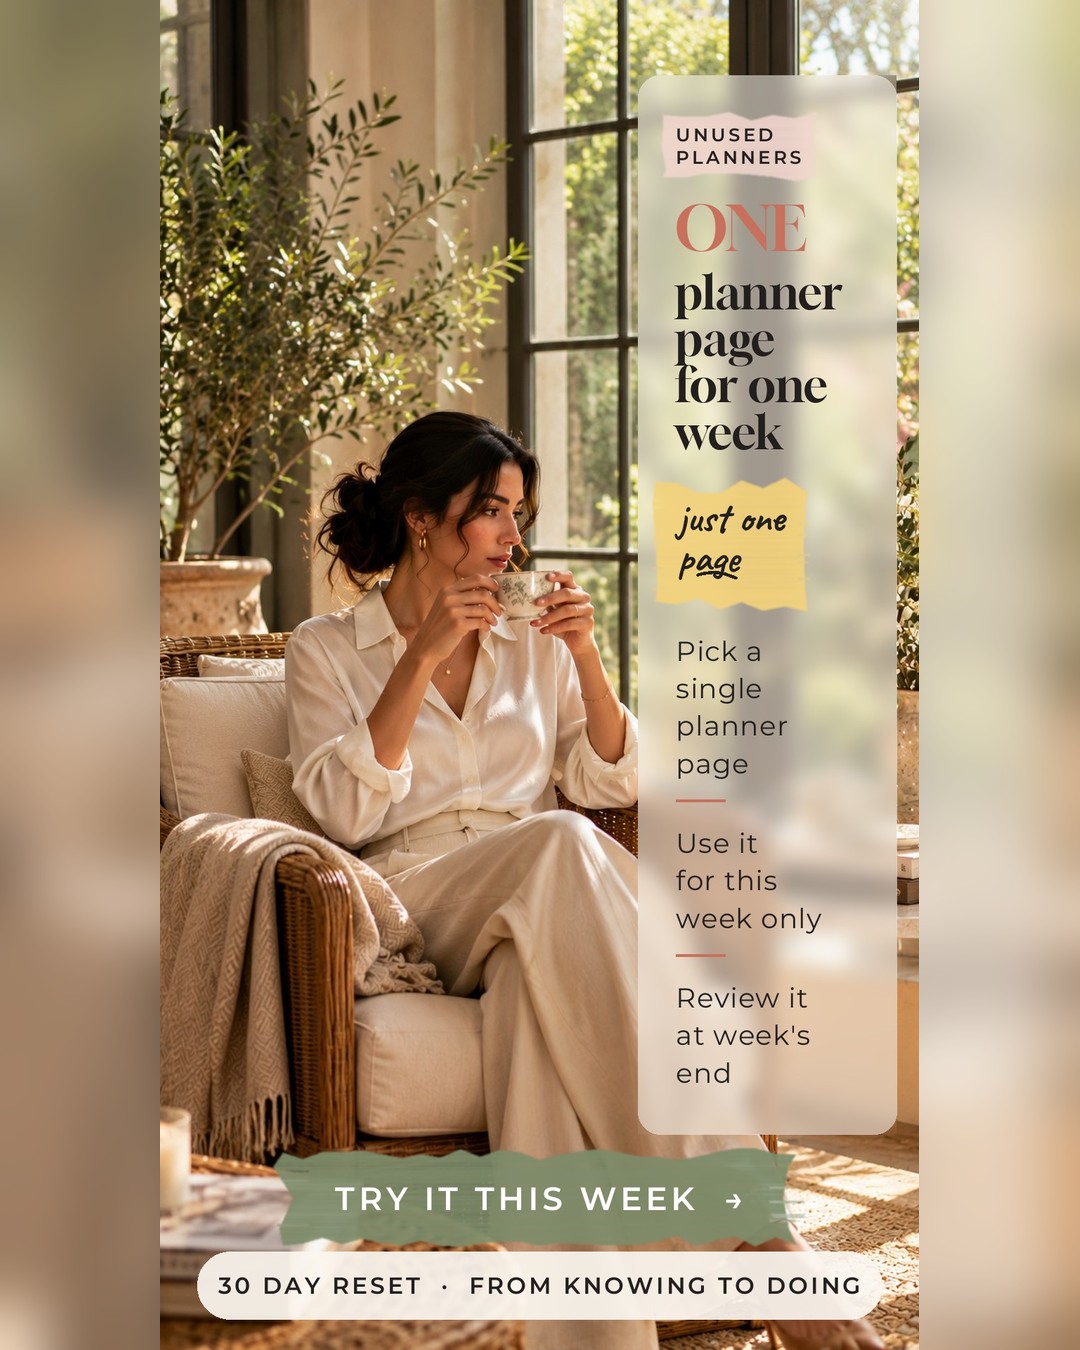 UNUSED
PLANNERS
ONE
planner
page
for one
week
just one
page
Pick a
single
planner
page
Use it
for this
week only
Review it
at week's
end
TRY IT THIS WEEK →
30 DAY RESET · FROM KNOWING TO DOING